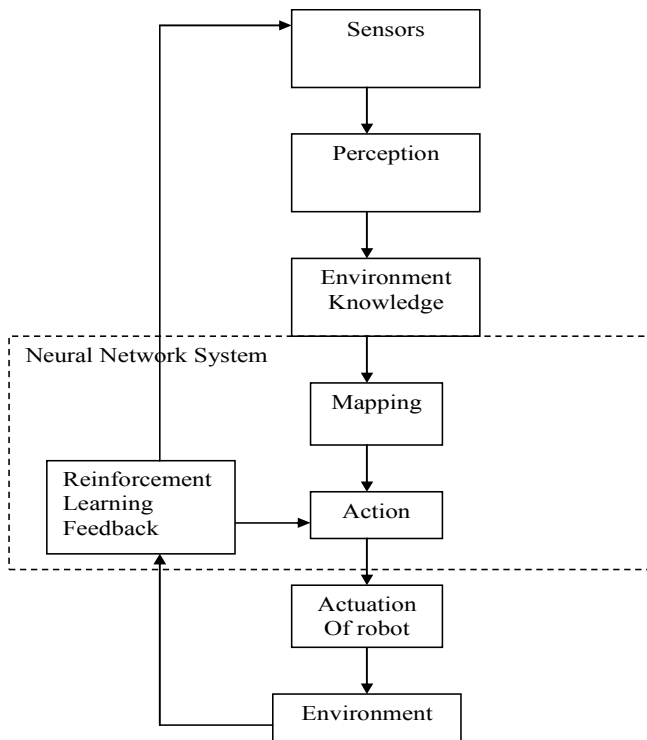 Sensors
Perception
Environment
Knowledge
Neural Network System
Mapping
Reinforcement
Learning
Feedback
Action
Actuation
Of robot
Environment